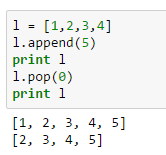 l = [1,2,3,4]
l.append(5)
print l
l.pop(0)
print l
[1, 2, 3, 4, 5]
[2, 3, 4, 5]